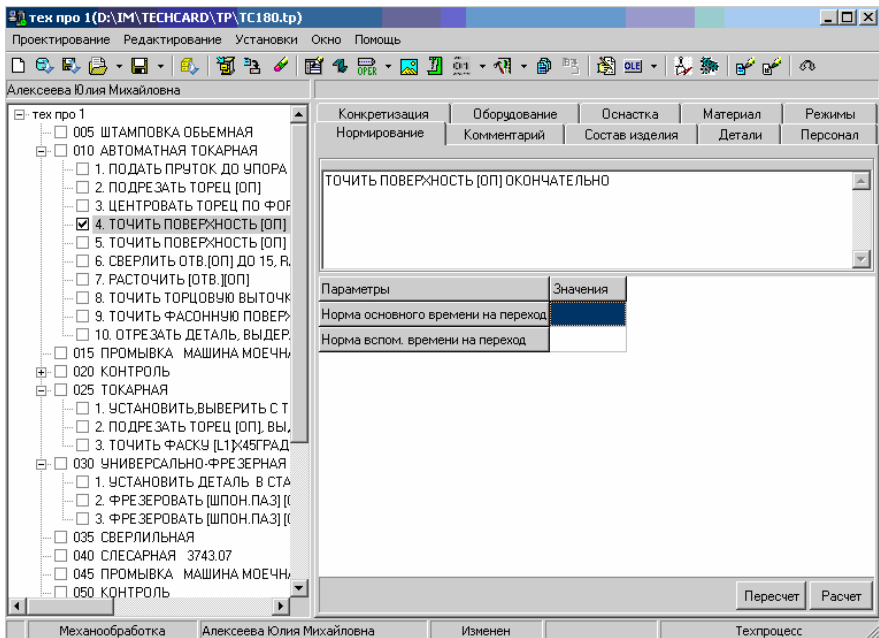 тех про 1(D:\IM\TECHCARD\TP\TC180.tp)
Проектирование Редактирование Установки Окно Помощь
OPER OLE
Алексеева Юлия Михайловна
тех про 1
005 ШТАМПОВКА ОБЬЕМНАЯ
010 АВТОМАТНАЯ ТОКАРНАЯ
1. ПОДАТЬ ПРУТОК ДО УПОРА
2. ПОДРЕЗАТЬ ТОРЕЦ [ОП]
3. ЦЕНТРОВАТЬ ТОРЕЦ ПО ФОР
4. ТОЧИТЬ ПОВЕРХНОСТЬ [ОП]
5. ТОЧИТЬ ПОВЕРХНОСТЬ [ОП]
6. СВЕРЛИТЬ ОТВ.[ОП] ДО 15, R
7. РАСТОЧИТЬ [ОТВ.][ОП]
8. ТОЧИТЬ ТОРЦОВУЮ ВЫТОЧК
9. ТОЧИТЬ ФАСОННУЮ ПОВЕРХ
10. ОТРЕЗАТЬ ДЕТАЛЬ, ВЫДЕР
015 ПРОМЫВКА МАШИНА МОЕЧН
020 КОНТРОЛЬ
025 ТОКАРНАЯ
1. УСТАНОВИТЬ,ВЫВЕРИТЬ С Т
2. ПОДРЕЗАТЬ ТОРЕЦ [ОП], ВЫ
3. ТОЧИТЬ ФАСКУ [L1]X45ГРАД
030 УНИВЕРСАЛЬНО-ФРЕЗЕРНАЯ
1. УСТАНОВИТЬ ДЕТАЛЬ В СТА
2. ФРЕЗЕРОВАТЬ [ШПОН.ПАЗ] [
3. ФРЕЗЕРОВАТЬ [ШПОН.ПАЗ] [
035 СВЕРЛИЛЬНАЯ
040 СЛЕСАРНАЯ 3743.07
045 ПРОМЫВКА МАШИНА МОЕЧН
050 КОНТРОЛЬ
Конкретизация Оборудование Оснастка Материал Режимы
Нормирование Комментарий Состав изделия Детали Персонал
ТОЧИТЬ ПОВЕРХНОСТЬ [ОП] ОКОНЧАТЕЛЬНО
Параметры Значения
Норма основного времени на переход
Норма вспом. времени на переход
Пересчет Расчет
Механообработка Алексеева Юлия Михайловна Изменен Техпроцесс